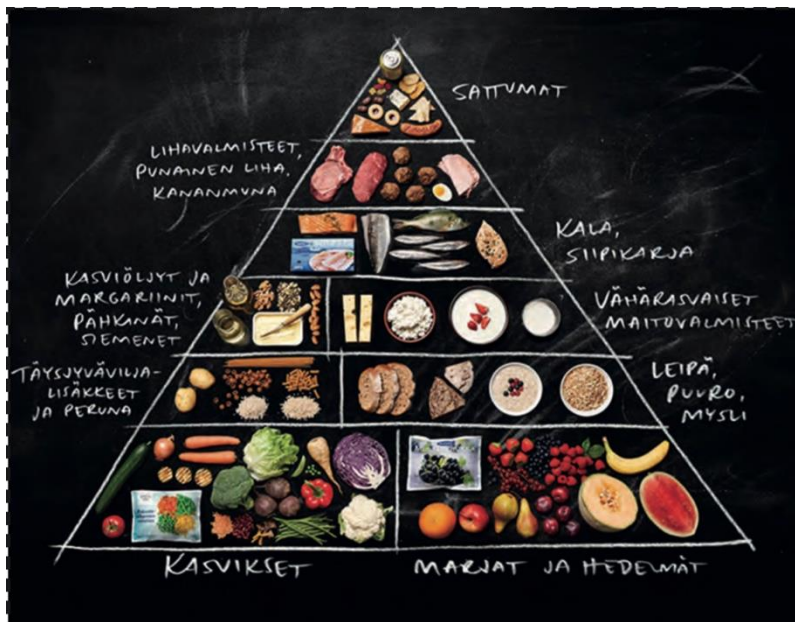 SATTUMAT
LIHAVALMISTEET,
PUNAINEN LIHA,
KANANMUNA
KALA,
SIIPIKARJA
KASVIÖLJYT JA
MARGARIINIT,
PÄHKINÄT,
SIEMENET
VÄHÄRASVAISET
MAITOVALMISTEET
TÄYSJYVÄVILJA-
LISÄKKEET
JA PERUNA
LEIPÄ,
PUURO,
MYSLI
KASVIKSET
MARJAT JA HEDELMÄT